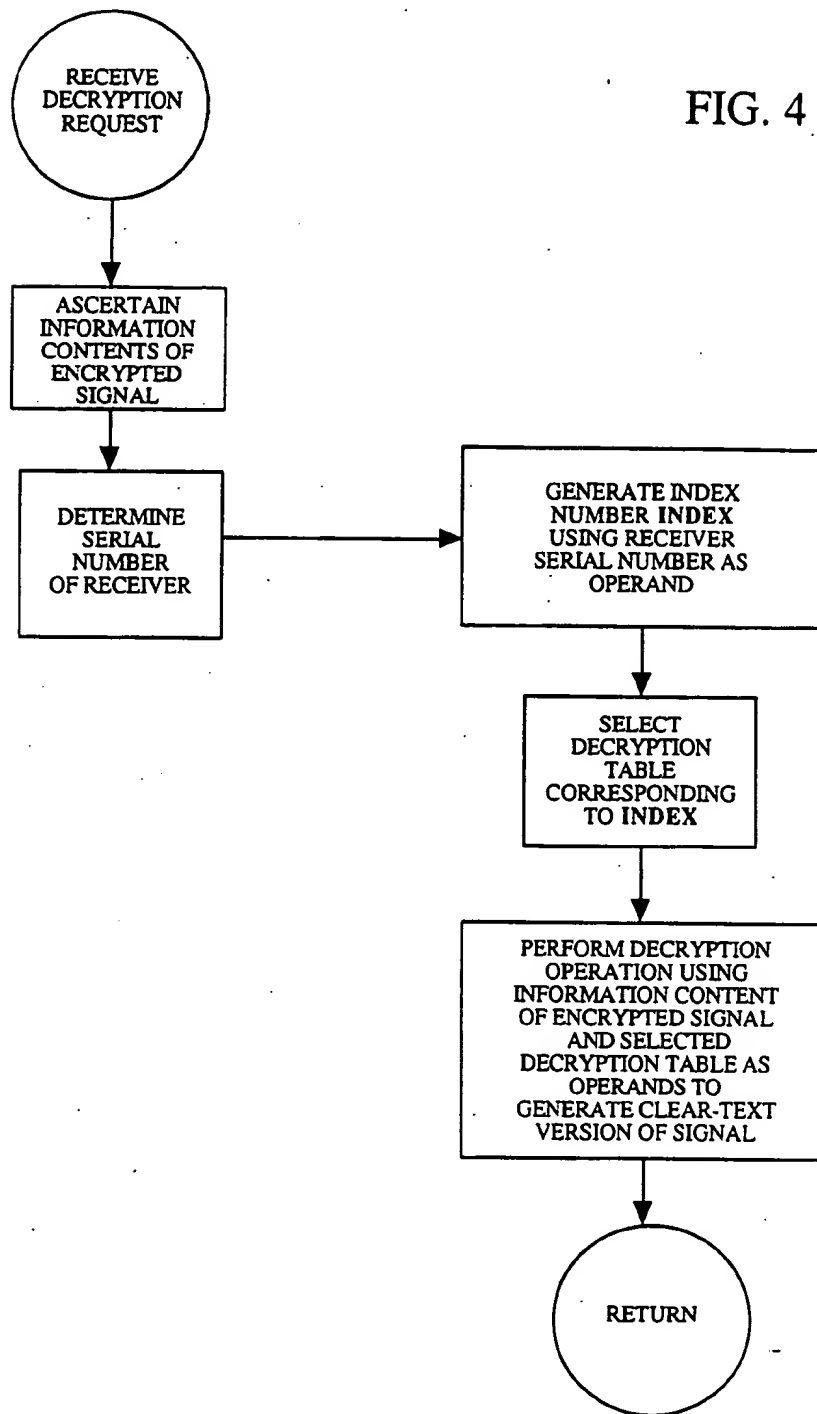 RECEIVE
DECRYPTION
REQUEST
FIG. 4
ASCERTAIN
INFORMATION
CONTENTS OF
ENCRYPTED
SIGNAL
DETERMINE
SERIAL
NUMBER
OF RECEIVER
GENERATE INDEX
NUMBER INDEX
USING RECEIVER
SERIAL NUMBER AS
OPERAND
SELECT
DECRYPTION
TABLE
CORRESPONDING
TO INDEX
PERFORM DECRYPTION
OPERATION USING
INFORMATION CONTENT
OF ENCRYPTED SIGNAL
AND SELECTED
DECRYPTION TABLE AS
OPERANDS TO
GENERATE CLEAR-TEXT
VERSION OF SIGNAL
RETURN